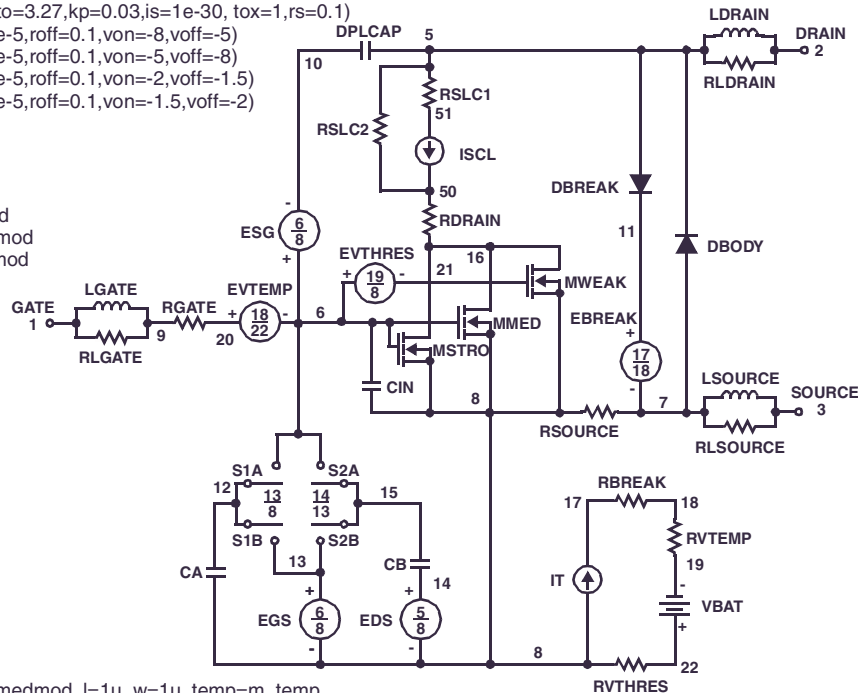 to=3.27,kp=0.03,is=1e-30, tox=1,rs=0.1)
e-5,roff=0.1,von=-8,voff=-5)
e-5,roff=0.1,von=-5,voff=-8)
e-5,roff=0.1,von=-2,voff=-1.5)
e-5,roff=0.1,von=-1.5,voff=-2)
d
mod
mod
LDRAIN
DRAIN
2
RLDRAIN
DPLCAP
5
10
RSLC1
51
RSLC2
ISCL
50
RDRAIN
DBREAK
11
DBODY
-
ESG
6
8
+
EVTHRES
+
19
8
-
21
16
MWEAK
LGATE
GATE
1
RLGATE
9
RGATE
20
EVTEMP
+
18
22
-
6
MMED
MSTRO
EBREAK
+
17
18
-
CIN
8
RSOURCE
7
LSOURCE
SOURCE
3
RLSOURCE
S1A
S2A
12
13
8
14
13
15
S1B
S2B
13
CA
CB
14
+
EGS
6
8
-
+
EDS
5
8
-
RBREAK
17
18
RVTEMP
19
IT
-
VBAT
+
8
22
RVTHRES
medmod, l=1u, w=1u, temp=m_temp